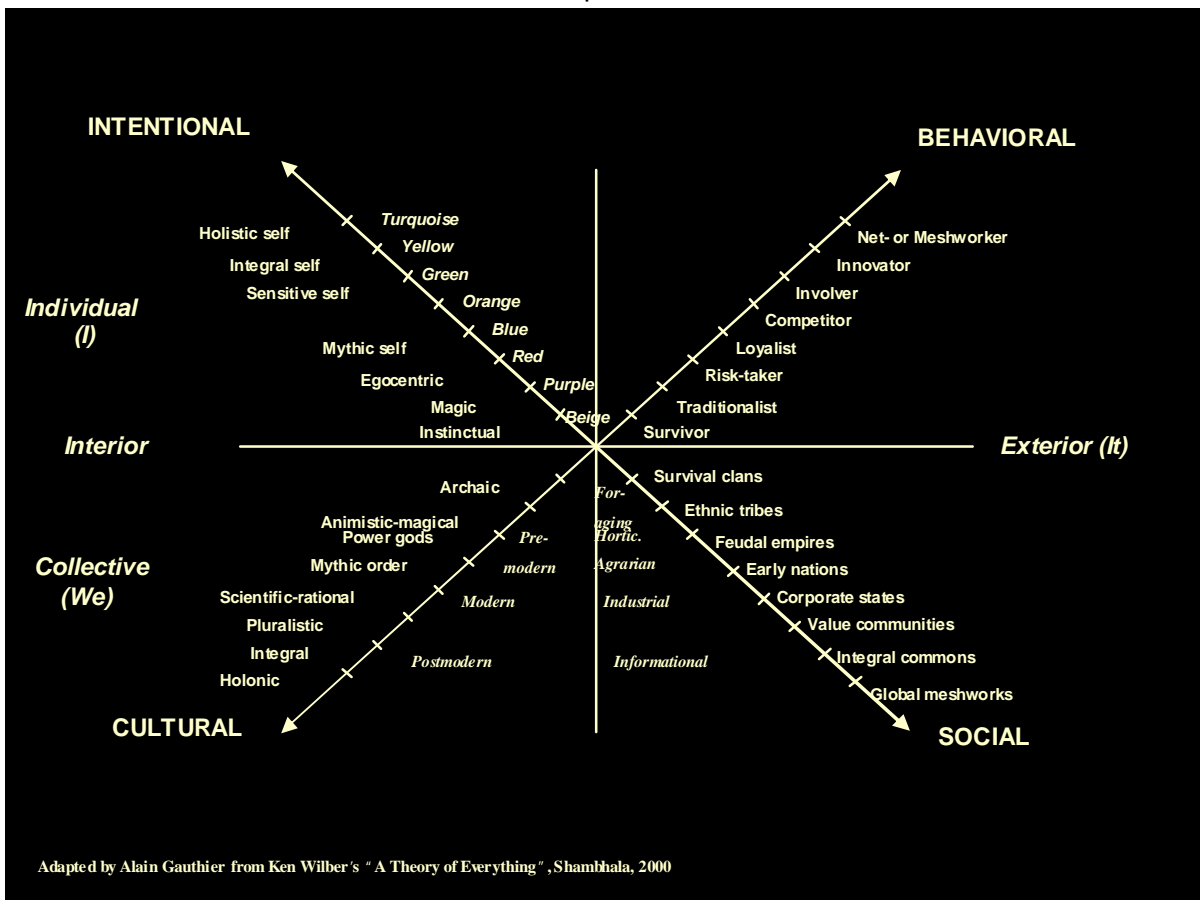 INTENTIONAL
BEHAVIORAL
Turquoise
Holistic self
Net- or Meshworker
Yellow
Integral self
Innovator
Green
Sensitive self
Involver
Individual
(I)
Orange
Competitor
Blue
Mythic self
Loyalist
Red
Egocentric
Risk-taker
Purple
Magic
Traditionalist
Beige
Instinctual
Survivor
Interior
Exterior (It)
Archaic
For-
aging
Survival clans
Animistic-magical
Ethnic tribes
Power gods
Pre-
modern
Hortic.
Feudal empires
Mythic order
Agrarian
Early nations
Collective
(We)
Scientific-rational
Modern
Industrial
Corporate states
Pluralistic
Value communities
Integral
Postmodern
Informational
Integral commons
Holonic
Global meshworks
CULTURAL
SOCIAL
Adapted by Alain Gauthier from Ken Wilber's "A Theory of Everything", Shambhala, 2000